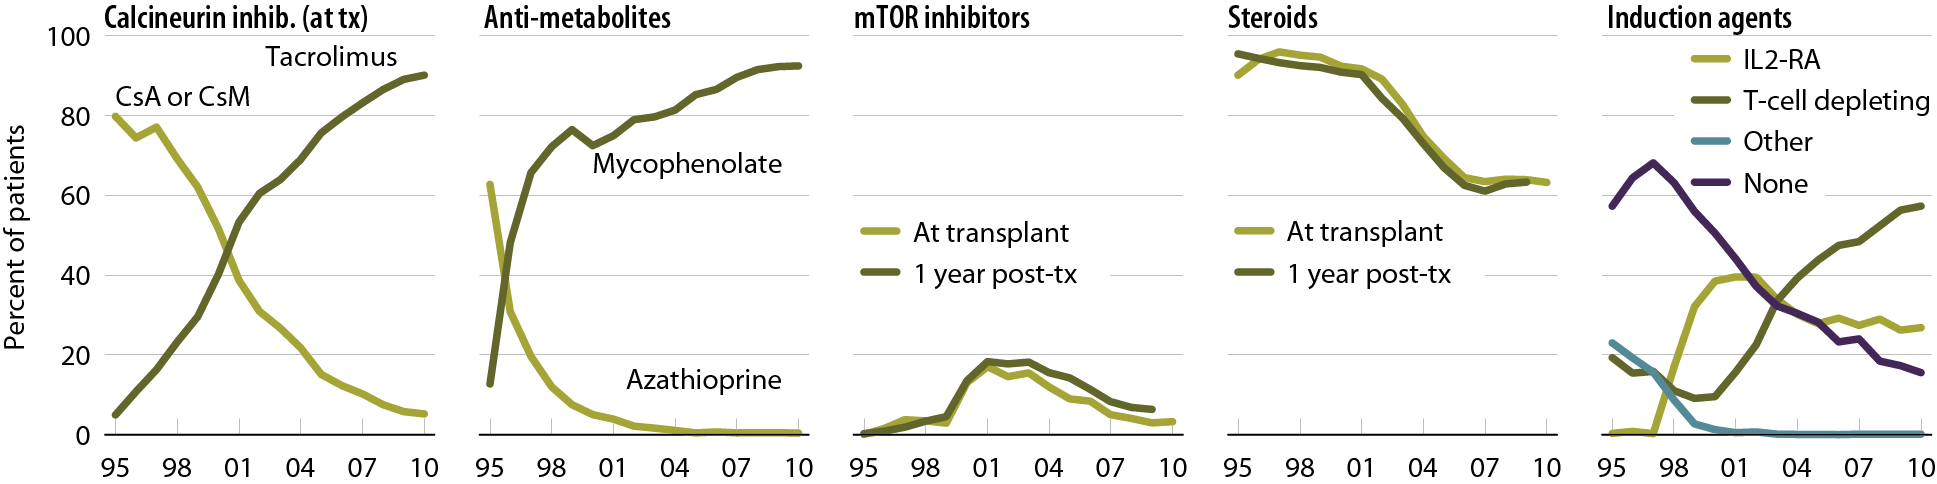 Calcineurin inhib. (at tx)
Anti-metabolites
mTOR inhibitors
Steroids
Induction agents
Percent of patients
100
80
60
40
20
0
Tacrolimus
CsA or CsM
95 98 01 04 07 10
Mycophenolate
Azathioprine
95 98 01 04 07 10
At transplant
1 year post-tx
95 98 01 04 07 10
At transplant
1 year post-tx
95 98 01 04 07 10
IL2-RA
T-cell depleting
Other
None
95 98 01 04 07 10